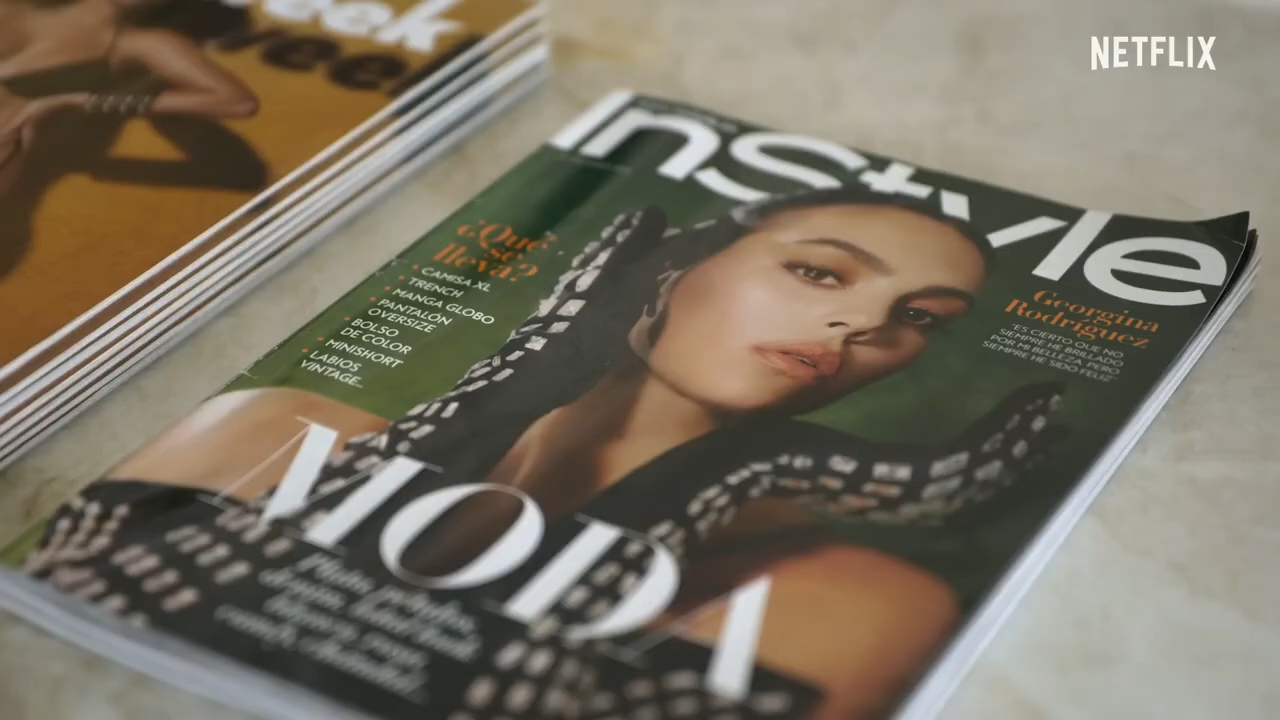 NETFLIX
InStyle
¿Qué
se
lleva?
• CAMISA XL
TRENCH
• MANGA GLOBO
PANTALÓN
OVERSIZE
• BOLSO
DE COLOR
• MINISHORT
• LABIOS
VINTAGE...
Georgina
Rodríguez
"ES CIERTO QUE NO
SIEMPRE HE BRILLADO
POR MI BELLEZA, PERO
SIEMPRE HE SIDO FELIZ"
MODA